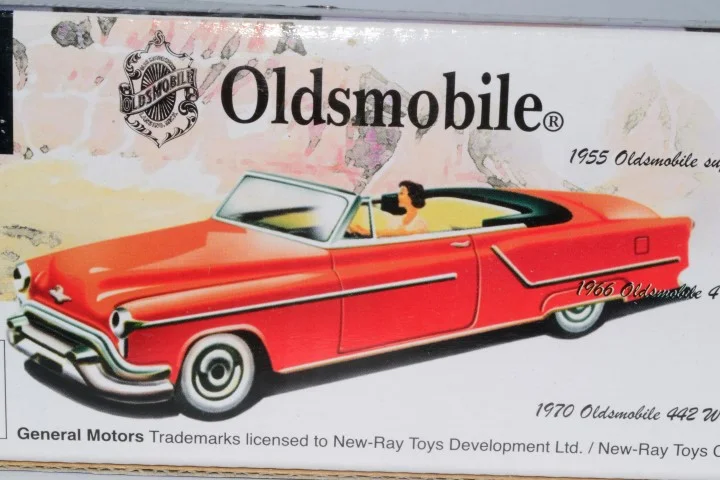 OLDSMOBILE
Oldsmobile®
1955 Oldsmobile
1966 Oldsmobile 4
1970 Oldsmobile 442 W
General Motors Trademarks licensed to New-Ray Toys Development Ltd. / New-Ray Toys C